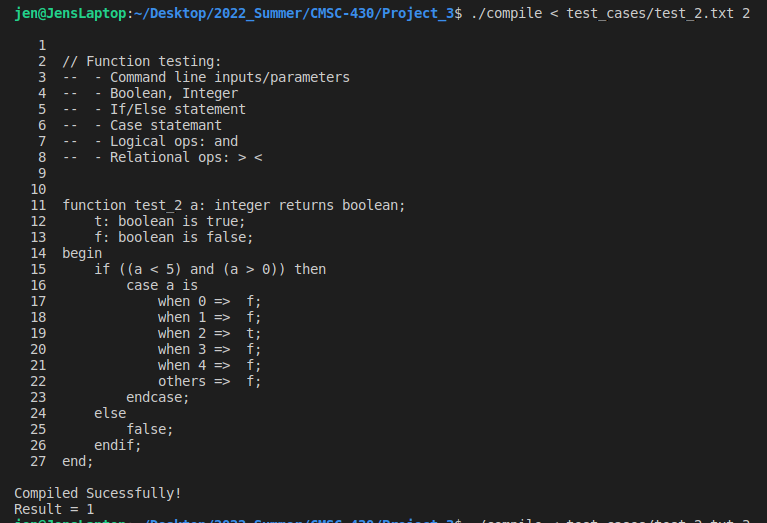 jen@JensLaptop:~/Desktop/2022_Summer/CMSC-430/Project_3$ ./compile < test_cases/test_2.txt 2
1
2 // Function testing:
3 -- - Command line inputs/parameters
4 -- - Boolean, Integer
5 -- - If/Else statement
6 -- - Case statemant
7 -- - Logical ops: and
8 -- - Relational ops: > <
9
10
11 function test_2 a: integer returns boolean;
12 t: boolean is true;
13 f: boolean is false;
14 begin
15 if ((a < 5) and (a > 0)) then
16 case a is
17 when 0 => f;
18 when 1 => f;
19 when 2 => t;
20 when 3 => f;
21 when 4 => f;
22 others => f;
23 endcase;
24 else
25 false;
26 endif;
27 end;
Compiled Sucessfully!
Result = 1
jen@JensLaptop:~/Desktop/2022_Summer/CMSC-430/Project_3$ ./compile < test_cases/test_2.txt 3